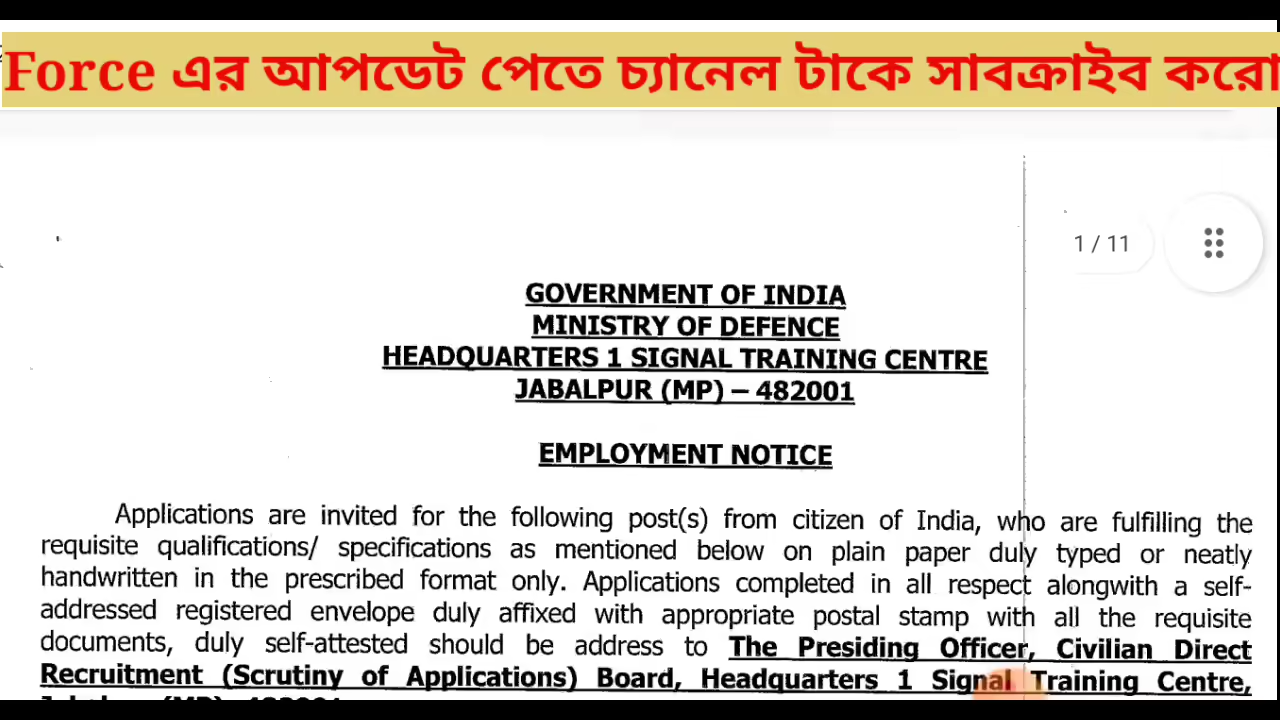 Force এর আপডেট পেতে চ্যানেল টাকে সাবক্রাইব করো
1 / 11
GOVERNMENT OF INDIA
MINISTRY OF DEFENCE
HEADQUARTERS 1 SIGNAL TRAINING CENTRE
JABALPUR (MP) – 482001
EMPLOYMENT NOTICE
Applications are invited for the following post(s) from citizen of India, who are fulfilling the
requisite qualifications/ specifications as mentioned below on plain paper duly typed or neatly
handwritten in the prescribed format only. Applications completed in all respect alongwith a self-
addressed registered envelope duly affixed with appropriate postal stamp with all the requisite
documents, duly self-attested should be address to The Presiding Officer, Civilian Direct
Recruitment (Scrutiny of Applications) Board, Headquarters 1 Signal Training Centre,